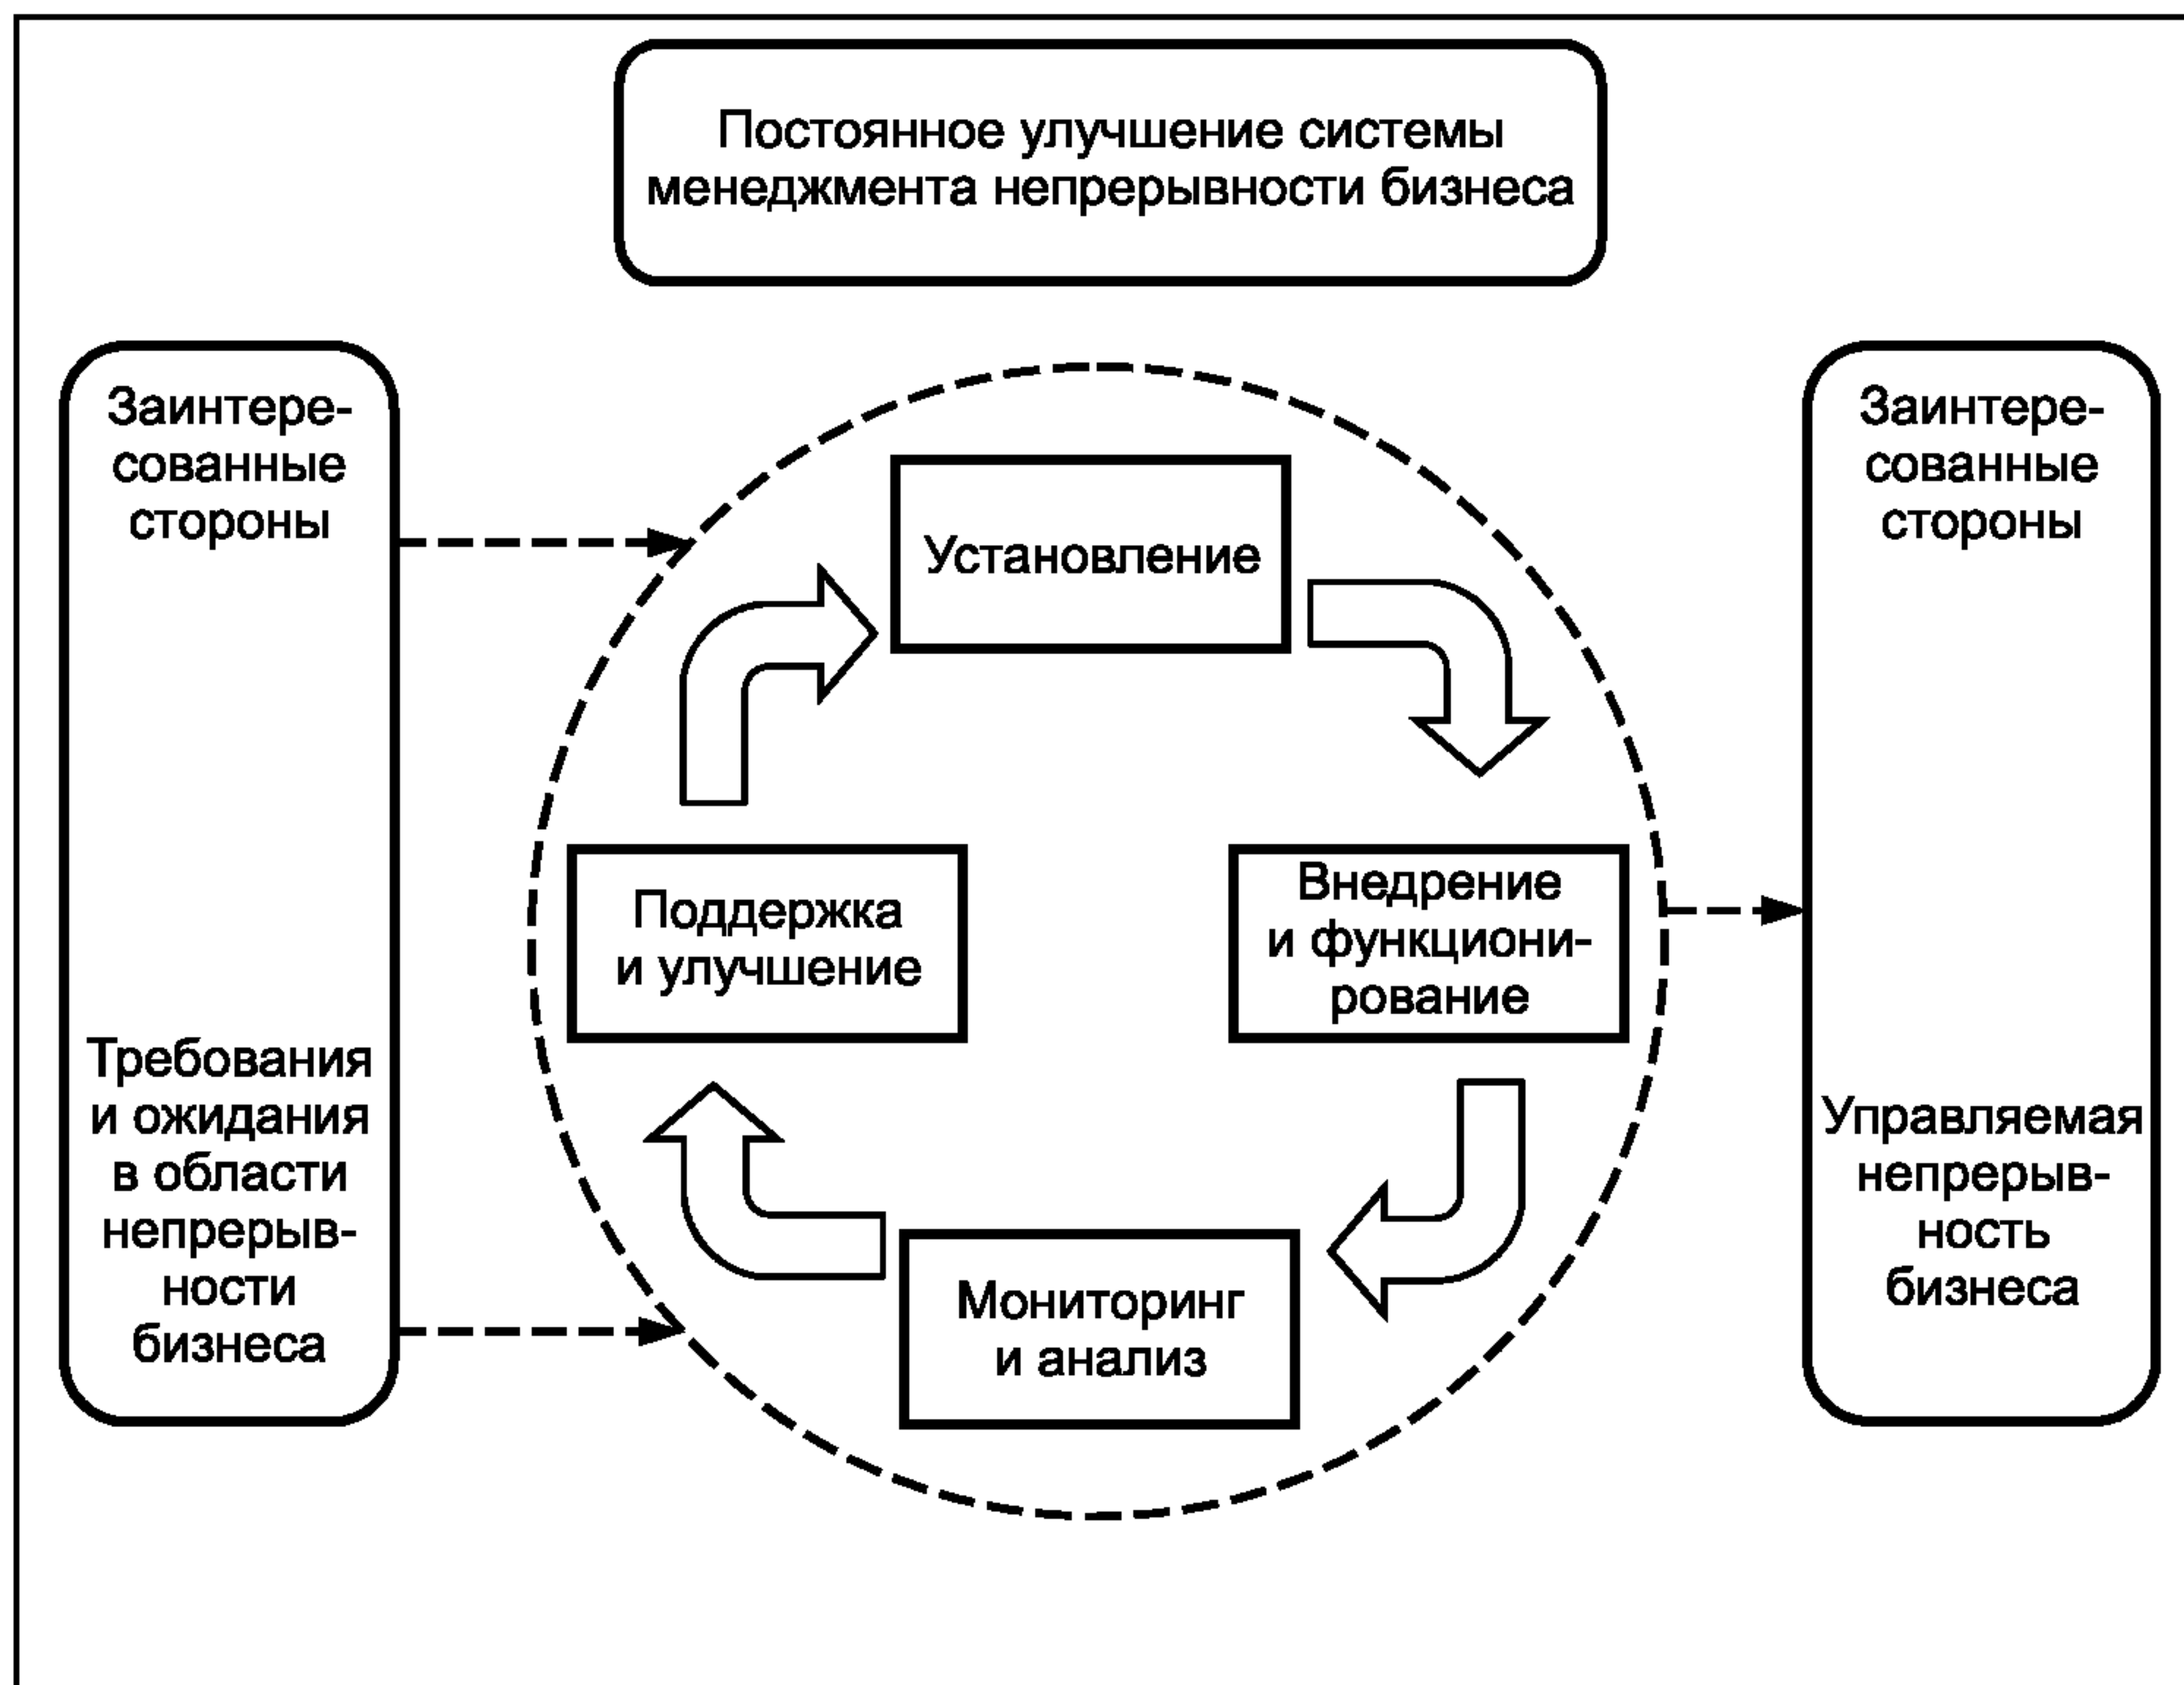 Постоянное улучшение системы
менеджмента непрерывности бизнеса
Заинтере-
сованные
стороны
Требования
и ожидания
в области
непрерыв-
ности
бизнеса
Установление
Поддержка
и улучшение
Внедрение
и функциони-
рование
Мониторинг
и анализ
Заинтере-
сованные
стороны
Управляемая
непрерыв-
ность
бизнеса